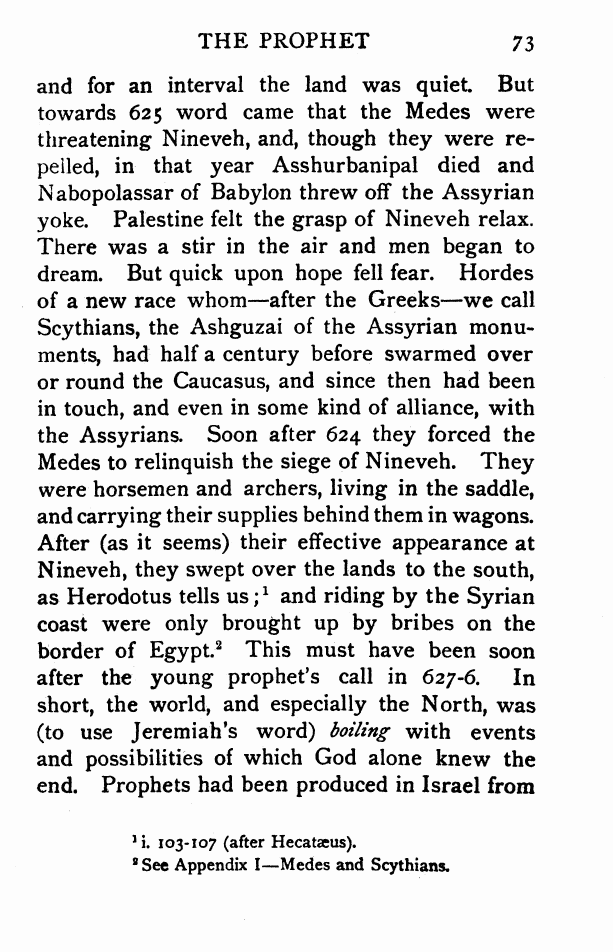 THE PROPHET 73
and for an interval the land was quiet. But
towards 625 word came that the Medes were
threatening Nineveh, and, though they were re-
pelled, in that year Asshurbanipal died and
Nabopolassar of Babylon threw off the Assyrian
yoke. Palestine felt the grasp of Nineveh relax.
There was a stir in the air and men began to
dream. But quick upon hope fell fear. Hordes
of a new race whom—after the Greeks—we call
Scythians, the Ashguzai of the Assyrian monu-
ments, had half a century before swarmed over
or round the Caucasus, and since then had been
in touch, and even in some kind of alliance, with
the Assyrians. Soon after 624 they forced the
Medes to relinquish the siege of Nineveh. They
were horsemen and archers, living in the saddle,
and carrying their supplies behind them in wagons.
After (as it seems) their effective appearance at
Nineveh, they swept over the lands to the south,
as Herodotus tells us;¹ and riding by the Syrian
coast were only brought up by bribes on the
border of Egypt.² This must have been soon
after the young prophet's call in 627-6. In
short, the world, and especially the North, was
(to use Jeremiah's word) boiling with events
and possibilities of which God alone knew the
end. Prophets had been produced in Israel from
¹ i. 103-107 (after Hecatæus).
² See Appendix I—Medes and Scythians.